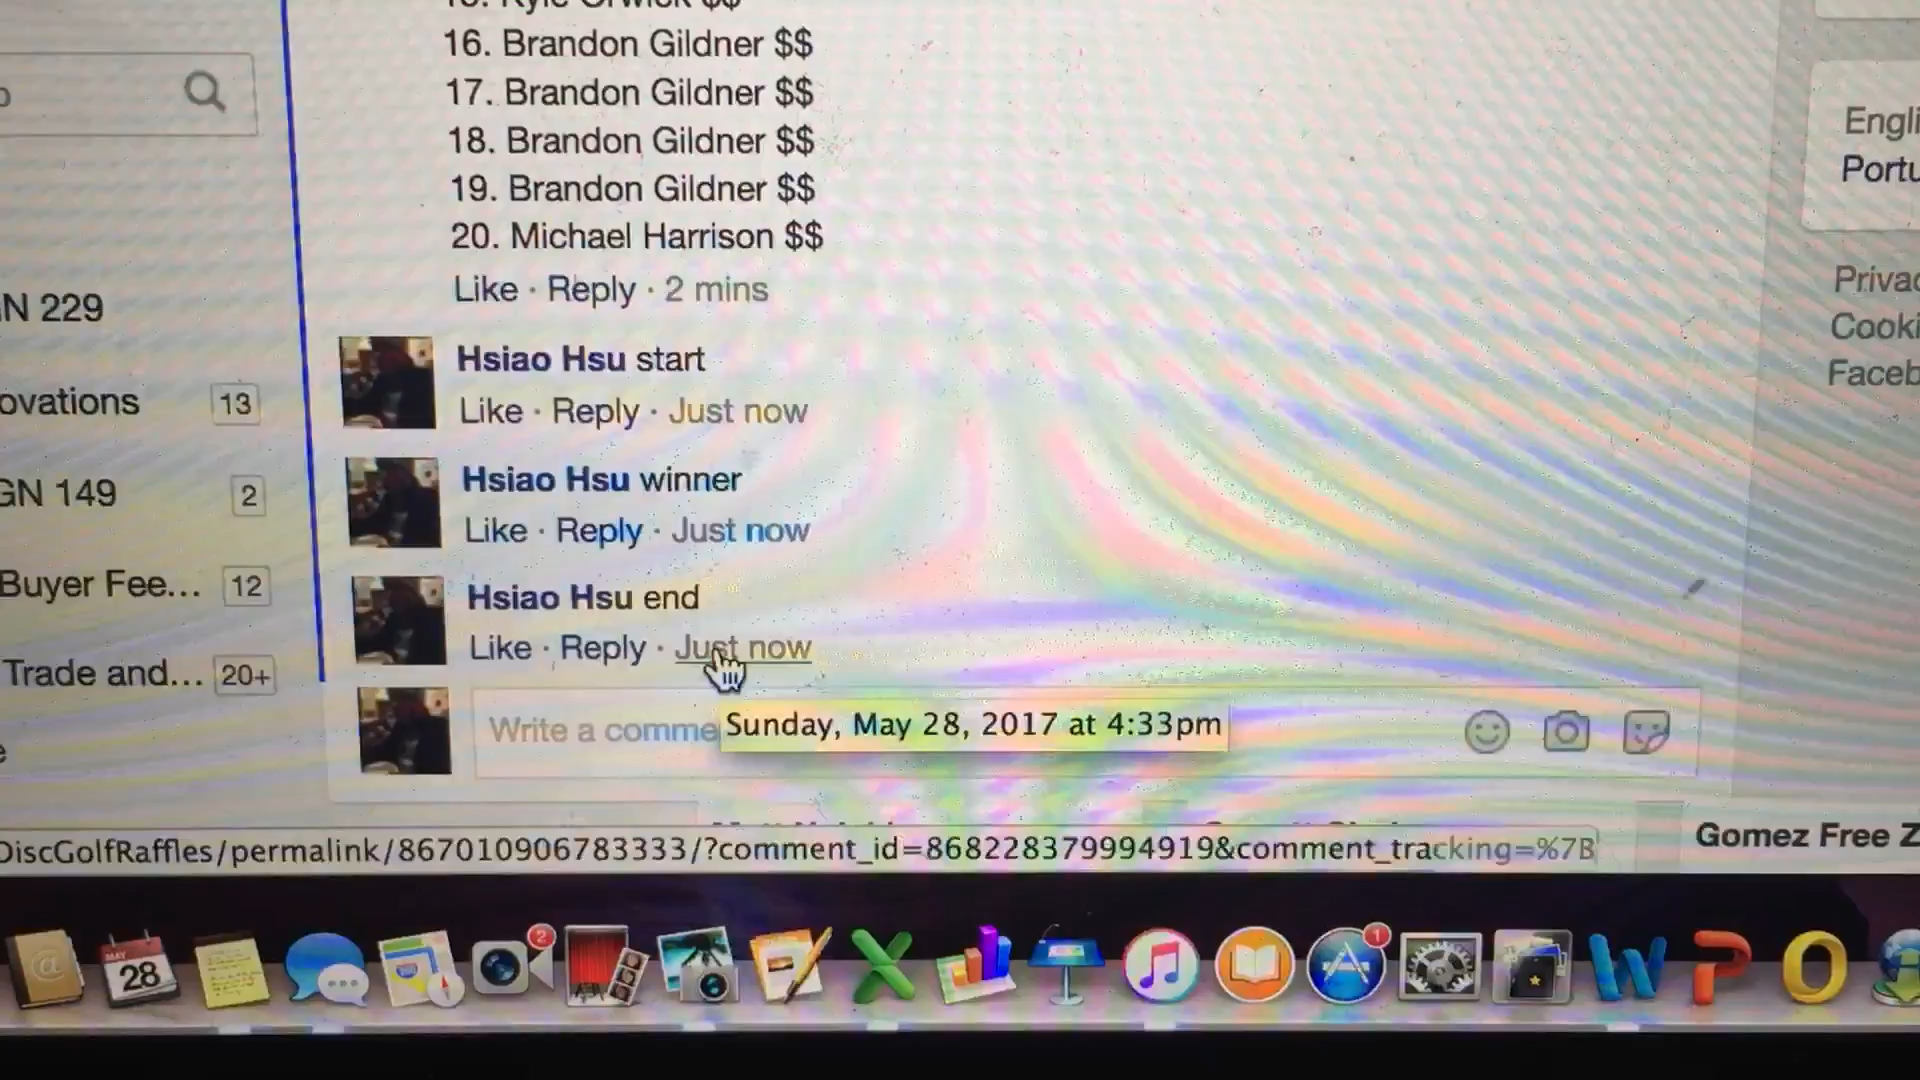 16. Brandon Gildner $$
17. Brandon Gildner $$
18. Brandon Gildner $$
19. Brandon Gildner $$
20. Michael Harrison $$
Like · Reply · 2 mins
Hsiao Hsu start
Like · Reply · Just now
Hsiao Hsu winner
Like · Reply · Just now
Hsiao Hsu end
Like · Reply · Just now
Write a comme
Sunday, May 28, 2017 at 4:33pm
N 229
ovations 13
GN 149 2
Buyer Fee... 12
Trade and... 20+
Engli
Portu
Privac
Cooki
Faceb
DiscGolfRaffles/permalink/867010906783333/?comment_id=868228379994919&comment_tracking=%7B
Gomez Free Z
MAY
28
2
1